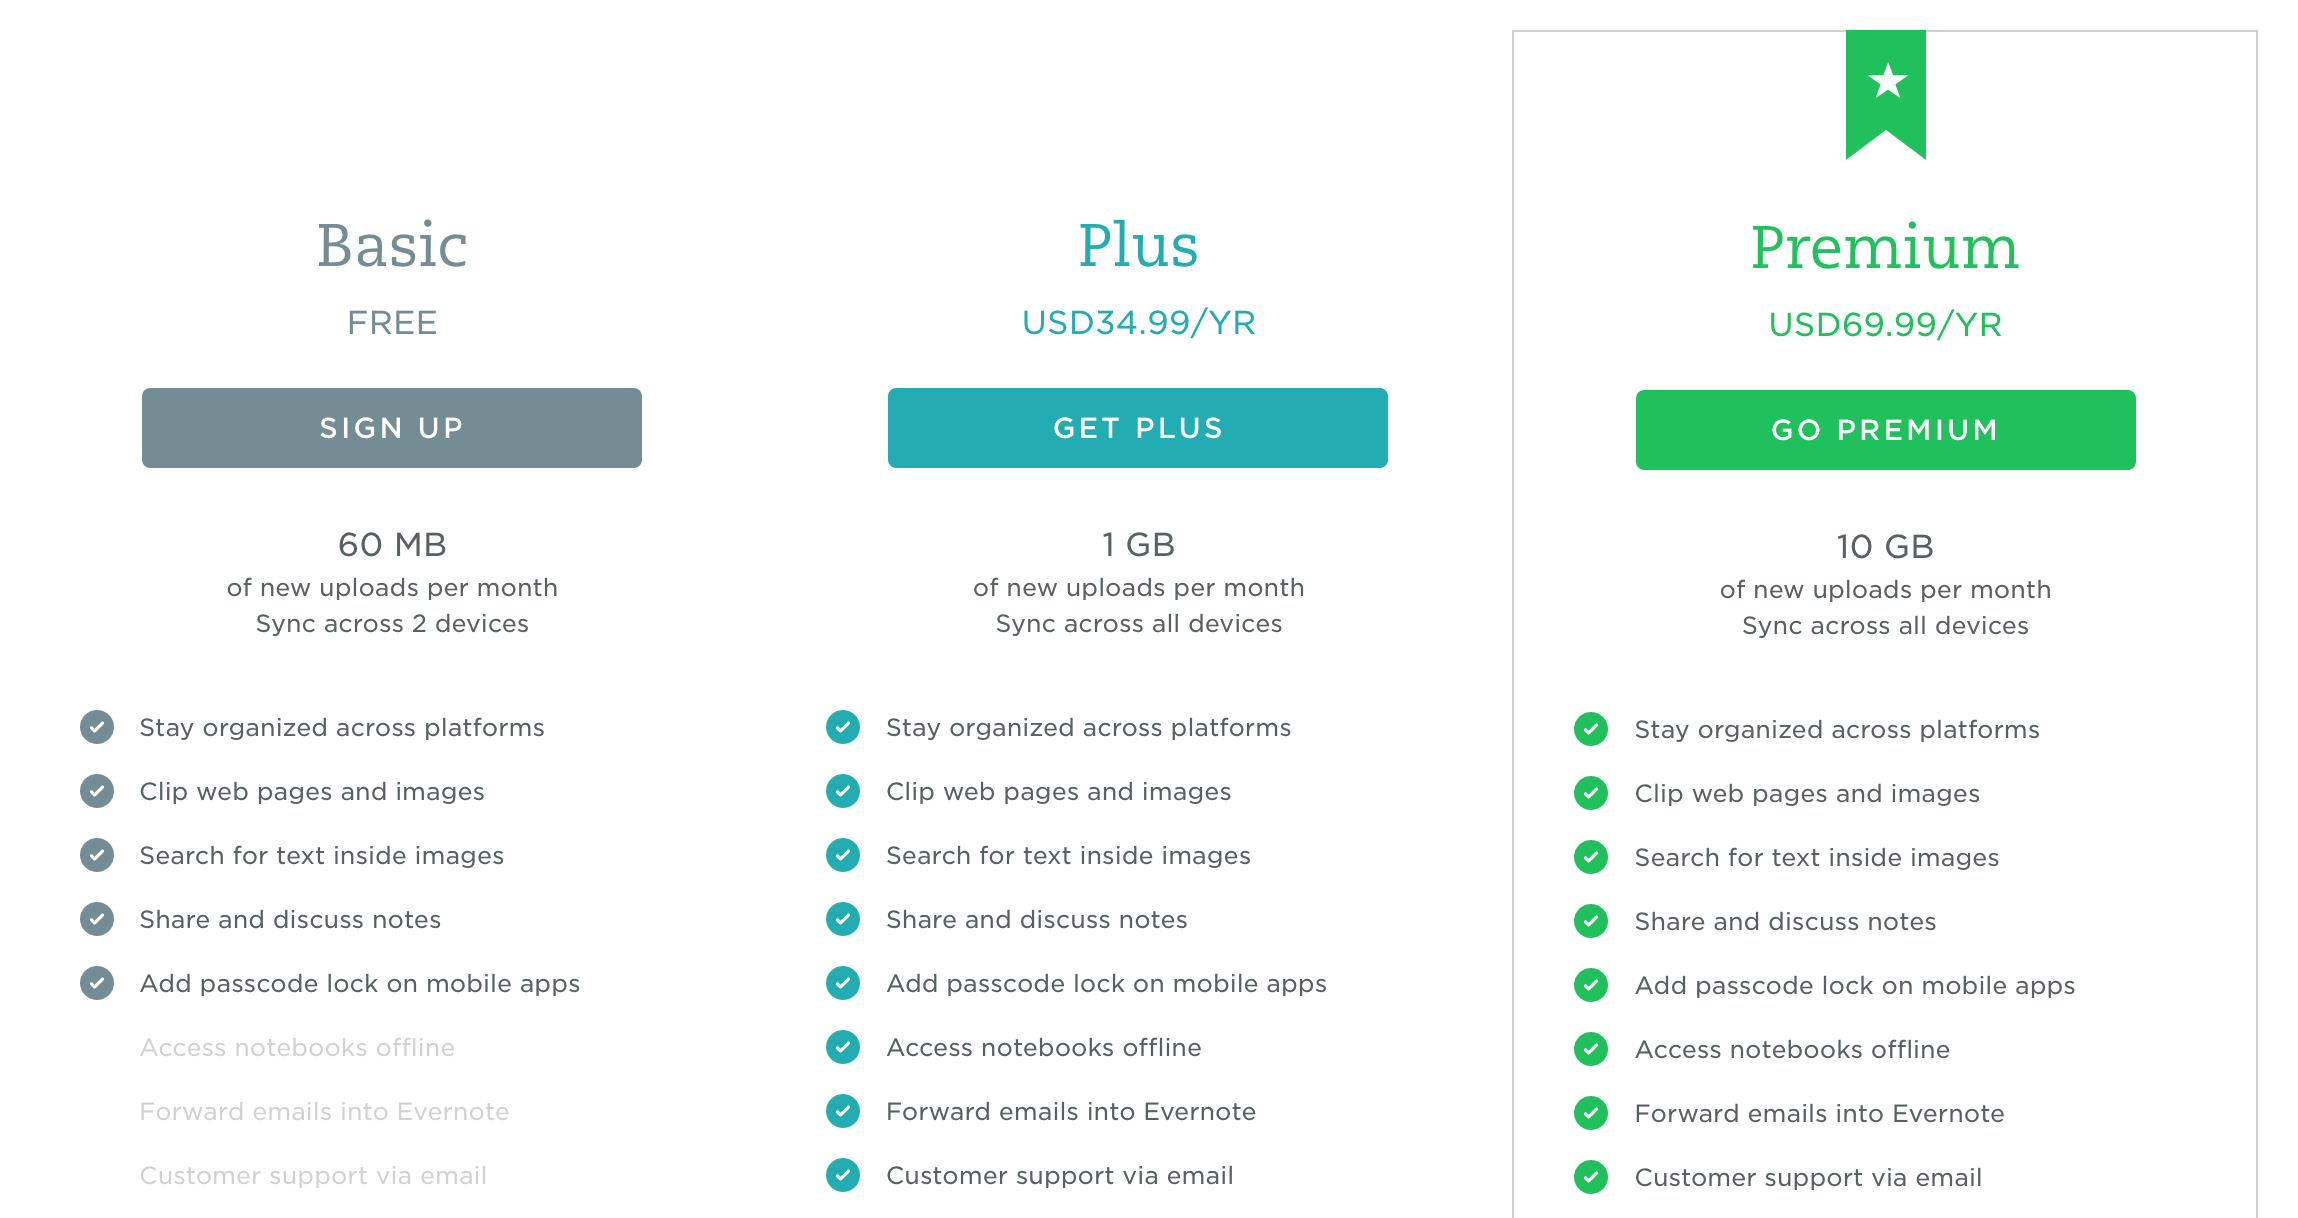 Basic
FREE
SIGN UP
60 MB
of new uploads per month
Sync across 2 devices
Stay organized across platforms
Clip web pages and images
Search for text inside images
Share and discuss notes
Add passcode lock on mobile apps
Access notebooks offline
Forward emails into Evernote
Customer support via email
Plus
USD34.99/YR
GET PLUS
1 GB
of new uploads per month
Sync across all devices
Stay organized across platforms
Clip web pages and images
Search for text inside images
Share and discuss notes
Add passcode lock on mobile apps
Access notebooks offline
Forward emails into Evernote
Customer support via email
Premium
USD69.99/YR
GO PREMIUM
10 GB
of new uploads per month
Sync across all devices
Stay organized across platforms
Clip web pages and images
Search for text inside images
Share and discuss notes
Add passcode lock on mobile apps
Access notebooks offline
Forward emails into Evernote
Customer support via email